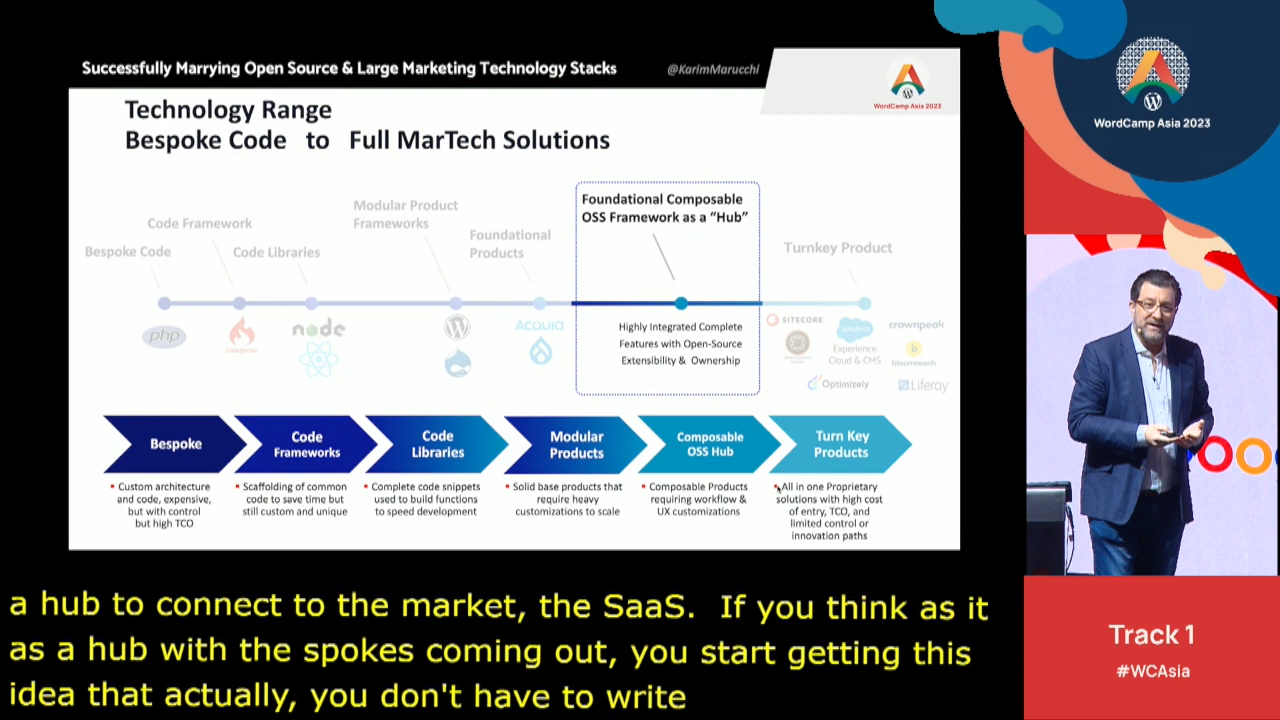 Successfully Marrying Open Source & Large Marketing Technology Stacks
@KarimMarucchi
WordCamp Asia 2023
Technology Range
Bespoke Code to Full MarTech Solutions
Bespoke Code
Code Framework
Code Libraries
Modular Product
Frameworks
Foundational
Products
Foundational Composable
OSS Framework as a “Hub”
Turnkey Product
php
CodeIgniter
node
ACQUIA
Highly Integrated Complete
Features with Open-Source
Extensibility & Ownership
SITECORE
salesforce
Experience
Cloud & CMS
crownpeak
bloomreach
Optimizely
Liferay
Bespoke
Code
Frameworks
Code
Libraries
Modular
Products
Composable
OSS Hub
Turn Key
Products
▪ Custom architecture
and code, expensive,
but with control
but high TCO
▪ Scaffolding of common
code to save time but
still custom and unique
▪ Complete code snippets
used to build functions
to speed development
▪ Solid base products that
require heavy
customizations to scale
▪ Composable Products
requiring workflow &
UX customizations
▪ All in one Proprietary
solutions with high cost
of entry, TCO, and
limited control or
innovation paths
a hub to connect to the market, the SaaS. If you think as it
as a hub with the spokes coming out, you start getting this
idea that actually, you don't have to write
WordCamp Asia 2023
Track 1
#WCAsia